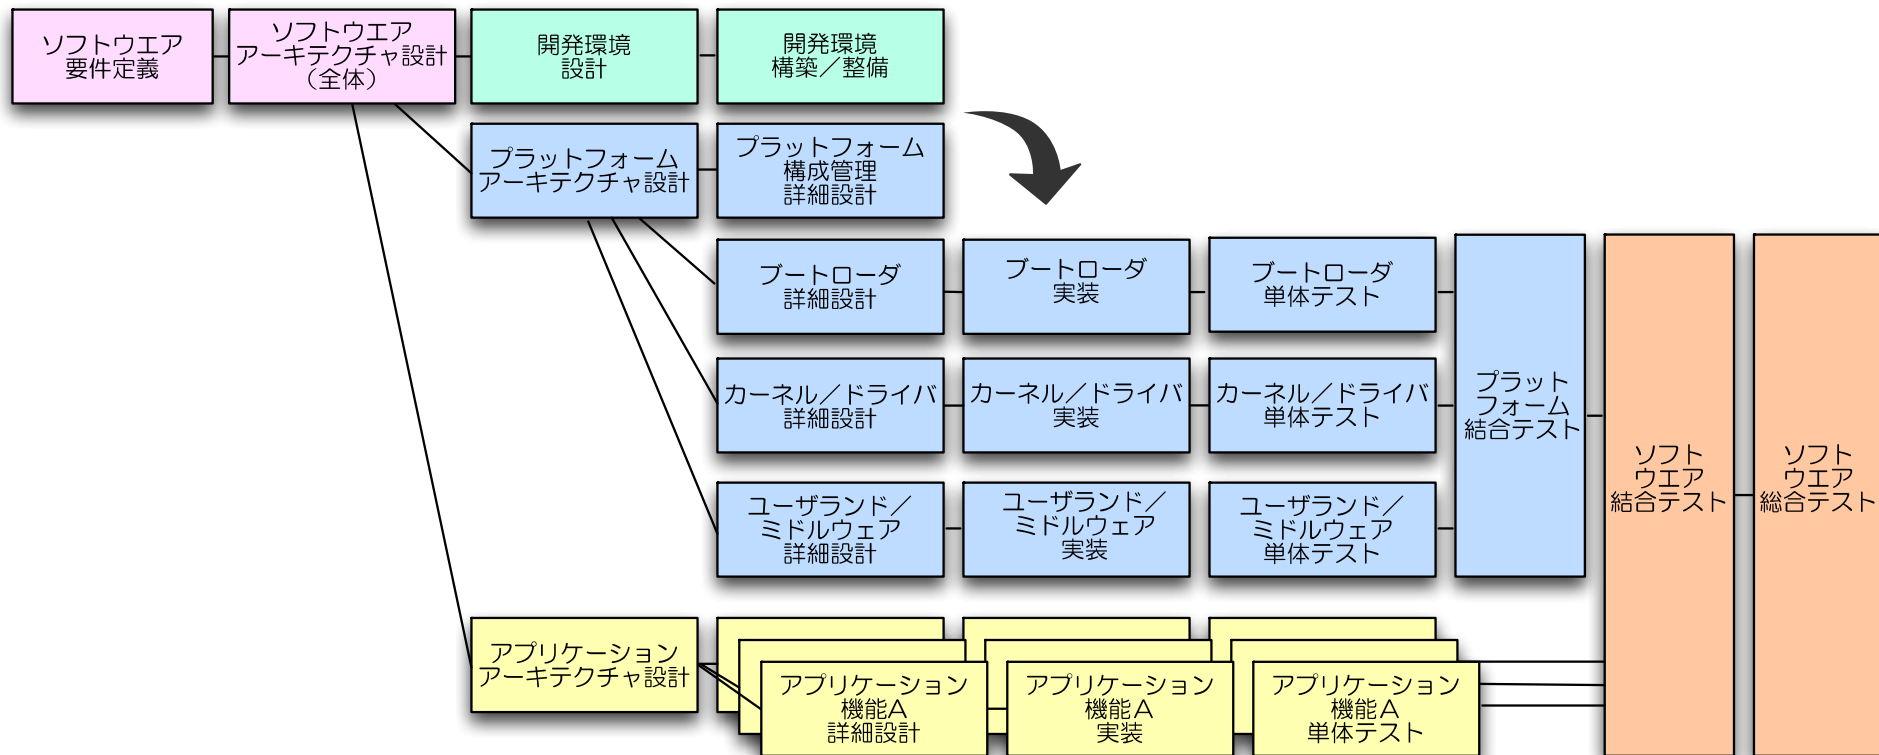 ソフトウエア
要件定義
ソフトウエア
アーキテクチャ設計
（全体）
開発環境
設計
開発環境
構築／整備
プラットフォーム
アーキテクチャ設計
プラットフォーム
構成管理
詳細設計
ブートローダ
詳細設計
ブートローダ
実装
ブートローダ
単体テスト
カーネル／ドライバ
詳細設計
カーネル／ドライバ
実装
カーネル／ドライバ
単体テスト
ユーザランド／
ミドルウェア
詳細設計
ユーザランド／
ミドルウェア
実装
ユーザランド／
ミドルウェア
単体テスト
プラット
フォーム
結合テスト
ソフト
ウエア
結合テスト
ソフト
ウエア
総合テスト
アプリケーション
アーキテクチャ設計
アプリケーション
機能A
詳細設計
アプリケーション
機能A
実装
アプリケーション
機能A
単体テスト